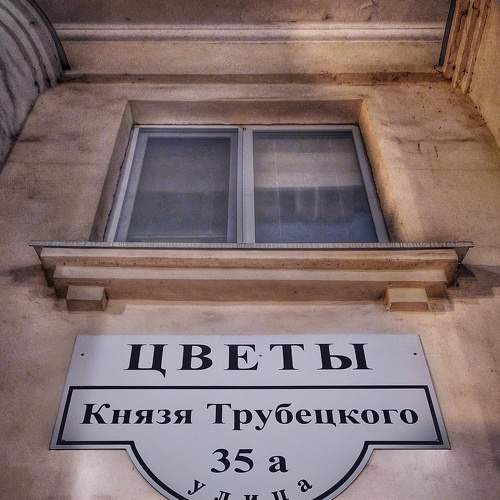 ЦВЕТЫ
Князя Трубецкого
35 а
улица